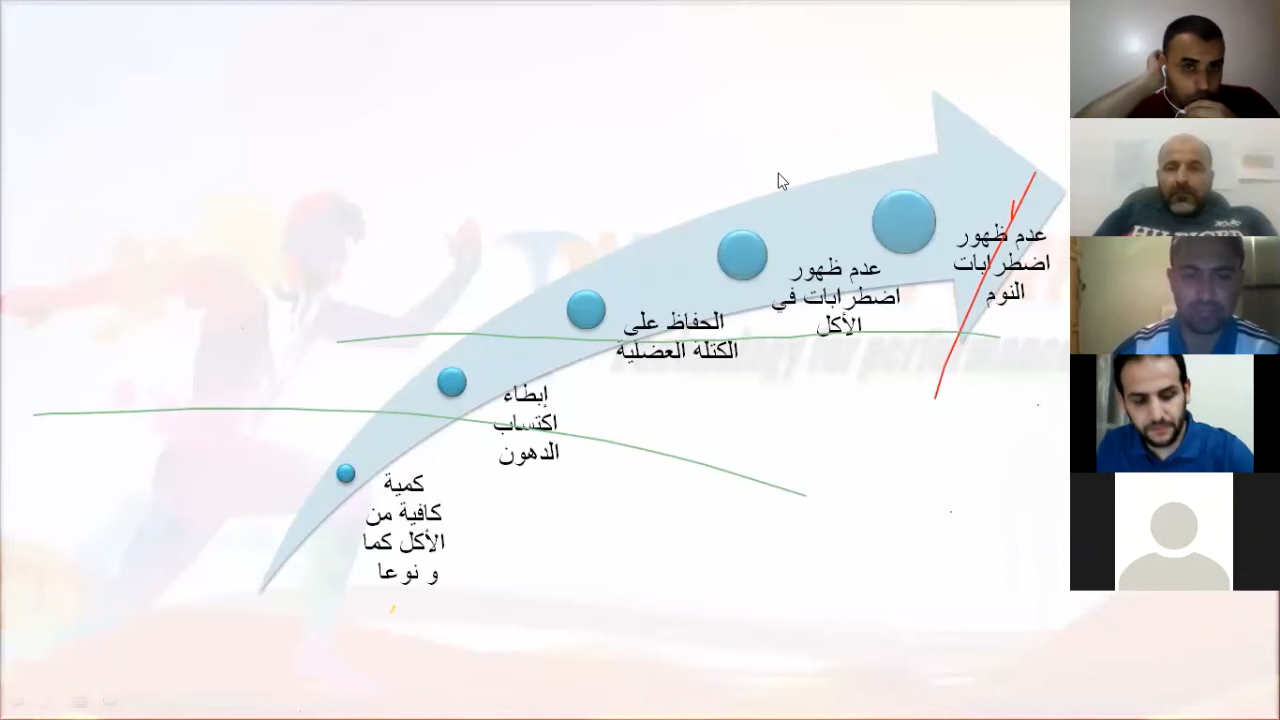 عدم ظهور
اضطرابات
النوم
عدم ظهور
اضطرابات في
الأكل
الحفاظ على
الكتلة العضلية
إبطاء
اكتساب
الدهون
كمية
كافية من
الأكل كما
و نوعا